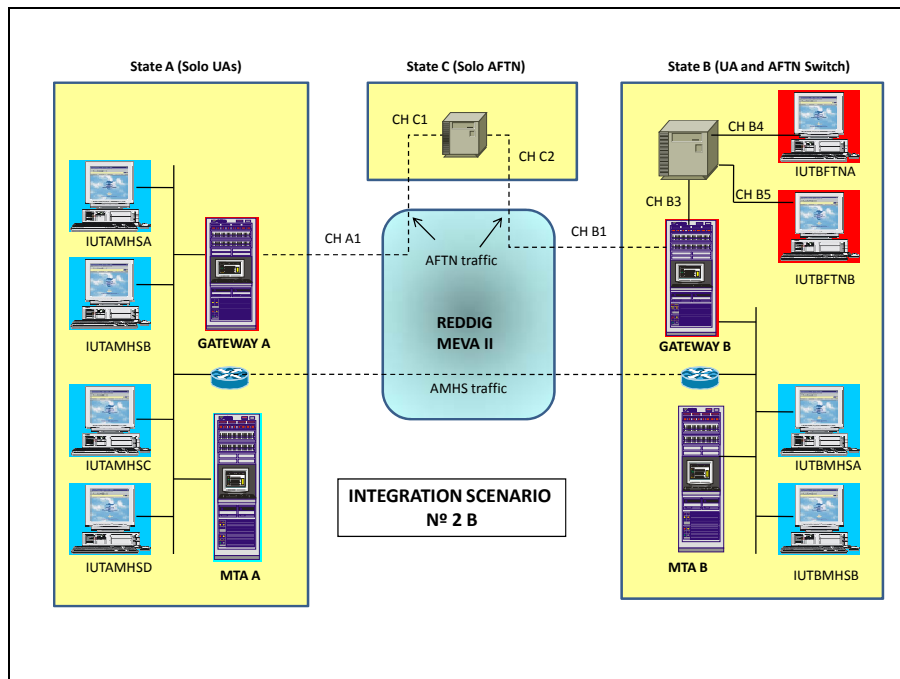 State A (Solo UAs)
State C (Solo AFTN)
State B (UA and AFTN Switch)
CH C1
CH C2
CH B4
IUTBFTNA
CH B5
CH B3
IUTAMHSA
CH A1
CH B1
AFTN traffic
IUTBFTNB
REDDIG
MEVA II
IUTAMHSB
GATEWAY A
GATEWAY B
AMHS traffic
IUTAMHSC
IUTBMHSA
INTEGRATION SCENARIO
Nº 2 B
IUTAMHSD
MTA A
MTA B
IUTBMHSB